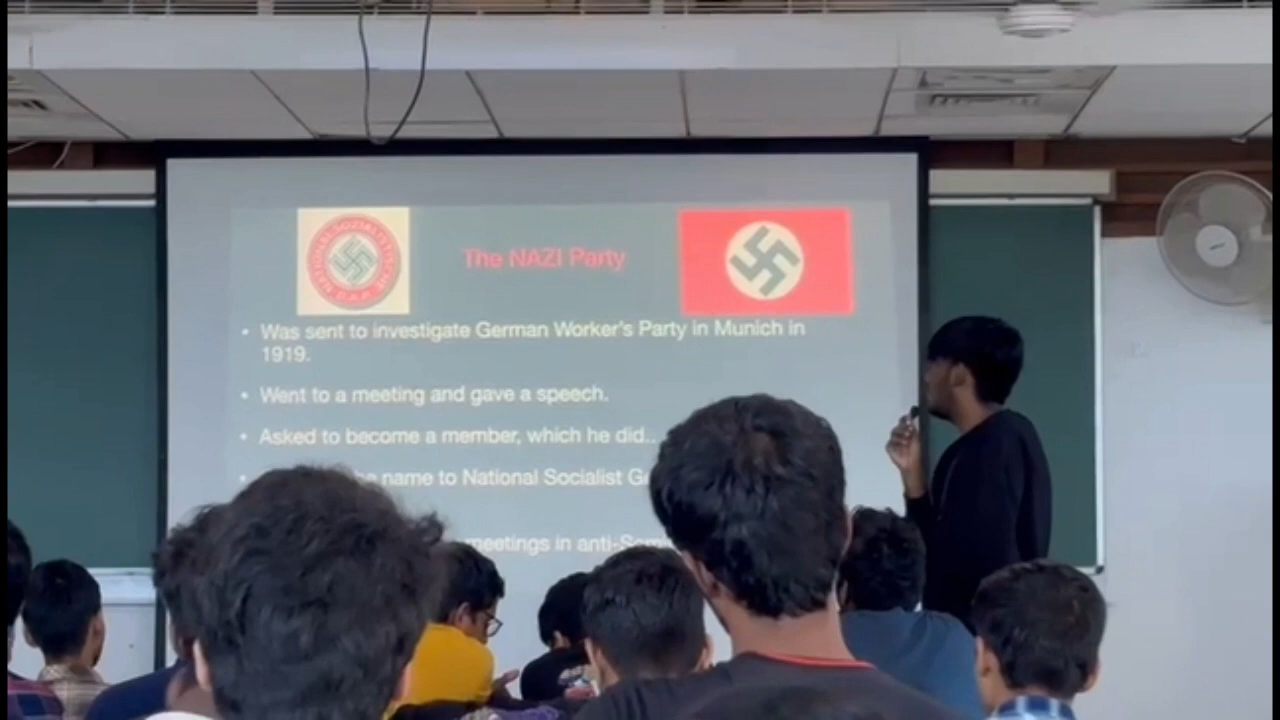 The NAZI Party
• Was sent to investigate German Worker's Party in Munich in
1919.
• Went to a meeting and gave a speech.
• Asked to become a member, which he did..
• name to National Socialist
meetings in